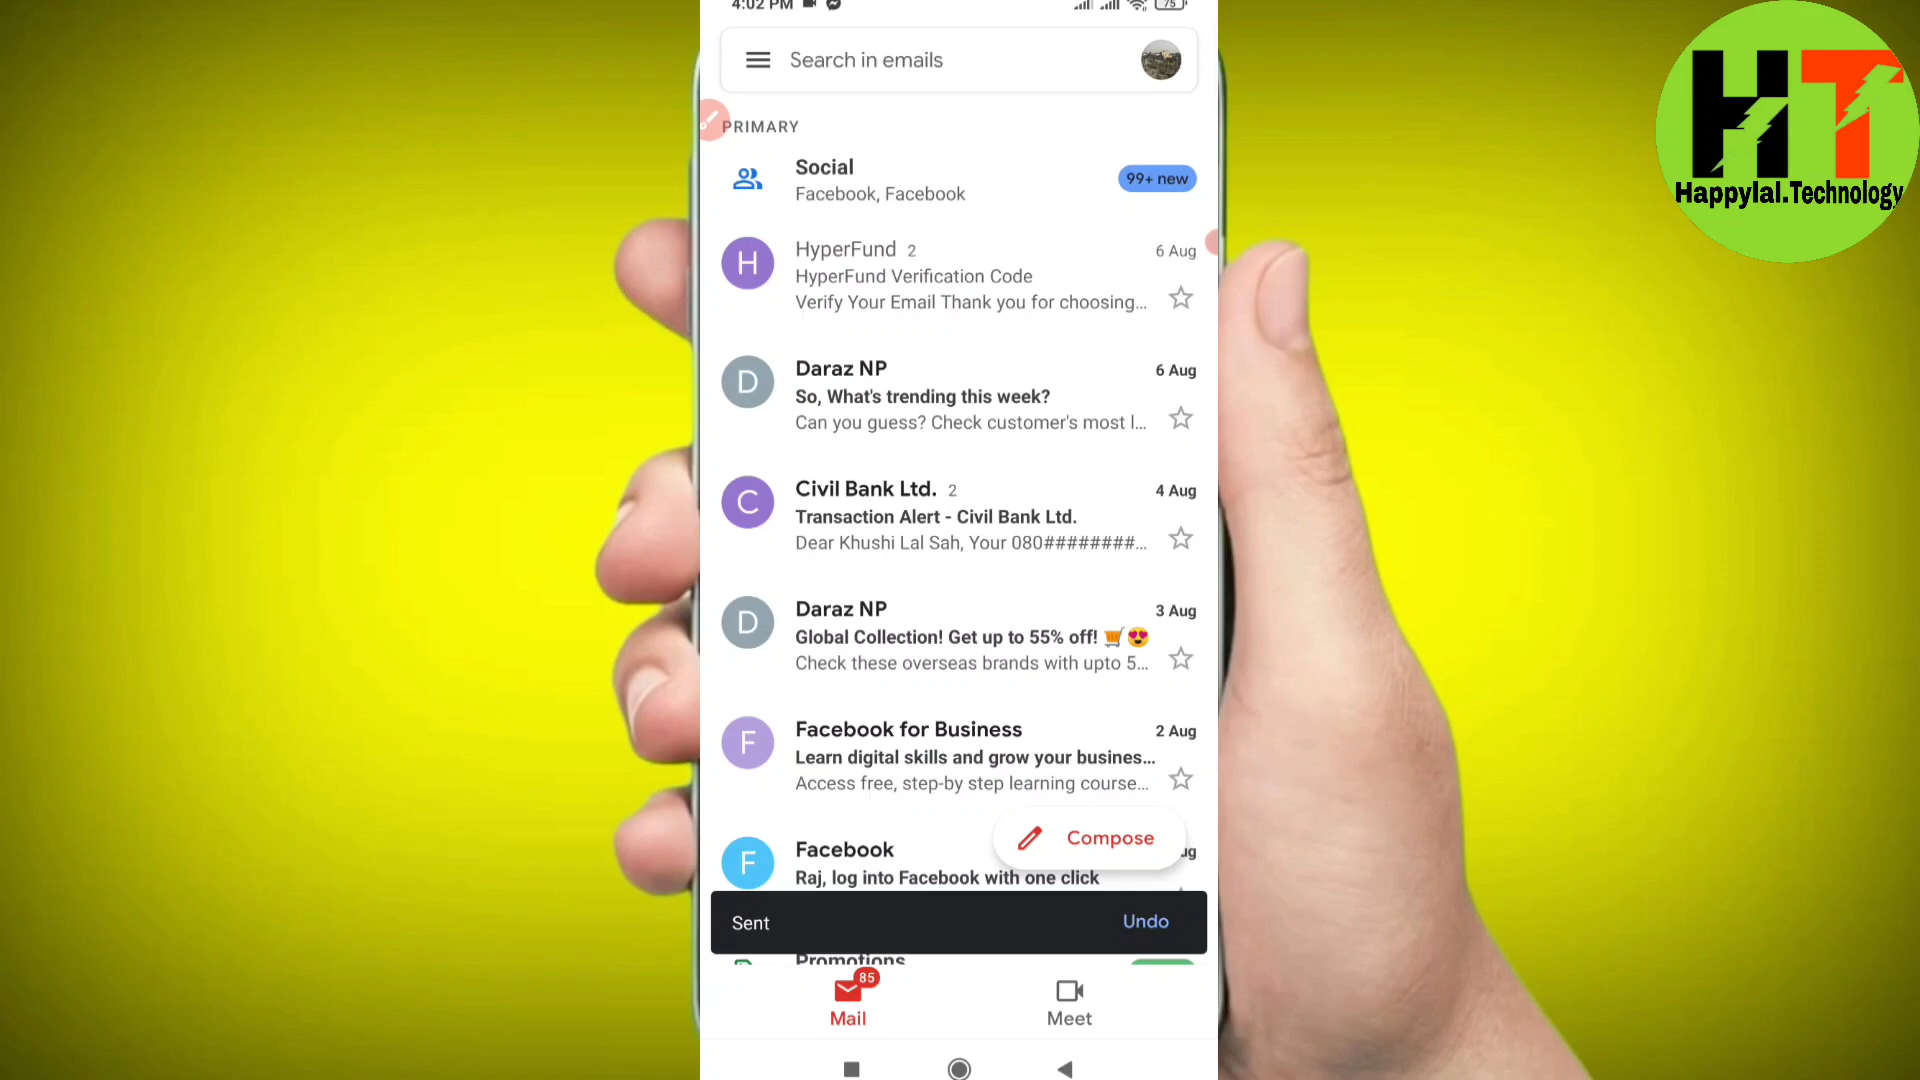 4:02 PM
75
Search in emails
PRIMARY
Social
99+ new
Facebook, Facebook
H
HyperFund 2
6 Aug
HyperFund Verification Code
Verify Your Email Thank you for choosing...
D
Daraz NP
6 Aug
So, What's trending this week?
Can you guess? Check customer's most l...
C
Civil Bank Ltd. 2
4 Aug
Transaction Alert - Civil Bank Ltd.
Dear Khushi Lal Sah, Your 080########...
D
Daraz NP
3 Aug
Global Collection! Get up to 55% off! 🛒😍
Check these overseas brands with upto 5...
F
Facebook for Business
2 Aug
Learn digital skills and grow your busines...
Access free, step-by step learning course...
Compose
F
Facebook
ug
Raj, log into Facebook with one click
Sent
Undo
Promotions
85
Mail
Meet
HT
Happylal.Technology